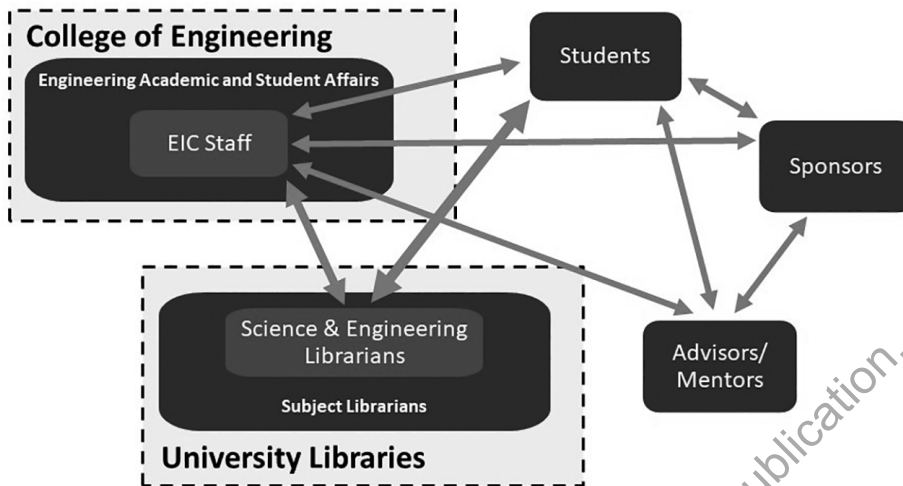 College of Engineering
Engineering Academic and Student Affairs
EIC Staff
Students
Sponsors
Science & Engineering
Librarians
Subject Librarians
University Libraries
Advisors/
Mentors
ublication.